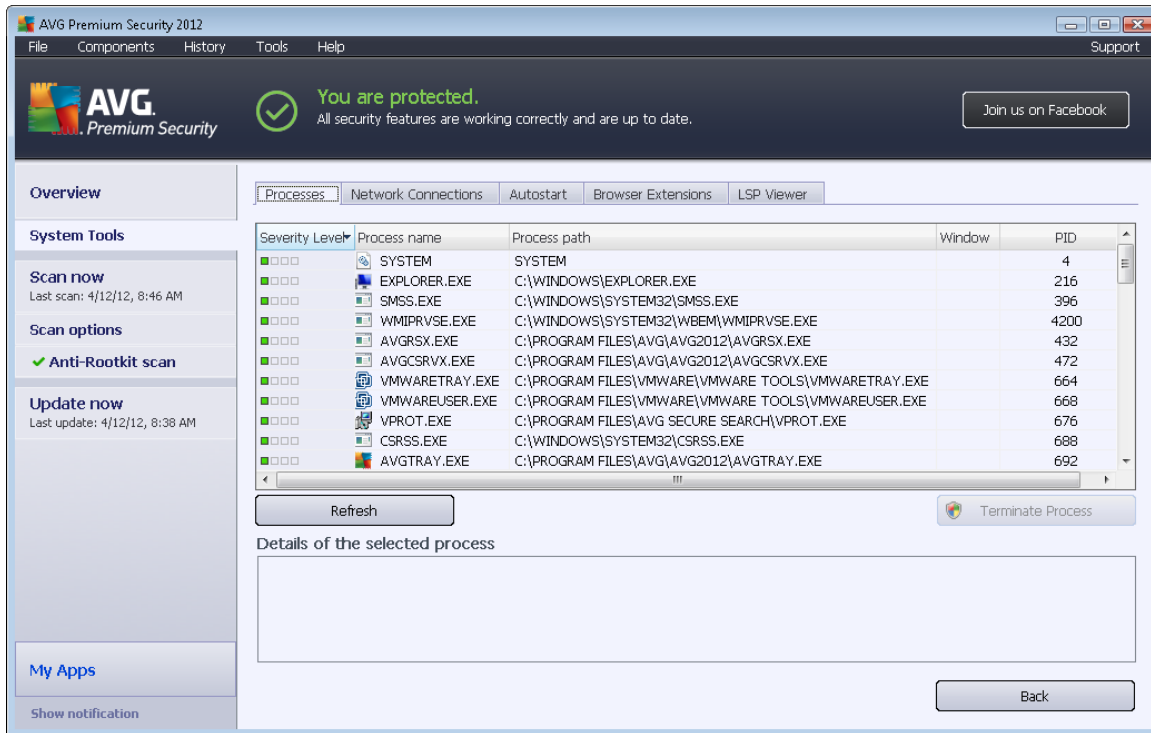 AVG Premium Security 2012
File Components History Tools Help Support
AVG.
Premium Security
You are protected.
All security features are working correctly and are up to date.
Join us on Facebook
Overview
System Tools
Scan now
Last scan: 4/12/12, 8:46 AM
Scan options
Anti-Rootkit scan
Update now
Last update: 4/12/12, 8:38 AM
My Apps
Show notification
Processes Network Connections Autostart Browser Extensions LSP Viewer
Severity Level Process name Process path Window PID
SYSTEM SYSTEM 4
EXPLORER.EXE C:\WINDOWS\EXPLORER.EXE 216
SMSS.EXE C:\WINDOWS\SYSTEM32\SMSS.EXE 396
WMIPRVSE.EXE C:\WINDOWS\SYSTEM32\WBEM\WMIPRVSE.EXE 4200
AVGRSX.EXE C:\PROGRAM FILES\AVG\AVG2012\AVGRSX.EXE 432
AVGCSRVX.EXE C:\PROGRAM FILES\AVG\AVG2012\AVGCSRVX.EXE 472
VMWARETRAY.EXE C:\PROGRAM FILES\VMWARE\VMWARE TOOLS\VMWARETRAY.EXE 664
VMWAREUSER.EXE C:\PROGRAM FILES\VMWARE\VMWARE TOOLS\VMWAREUSER.EXE 668
VPROT.EXE C:\PROGRAM FILES\AVG SECURE SEARCH\VPROT.EXE 676
CSRSS.EXE C:\WINDOWS\SYSTEM32\CSRSS.EXE 688
AVGTRAY.EXE C:\PROGRAM FILES\AVG\AVG2012\AVGTRAY.EXE 692
Refresh Terminate Process
Details of the selected process
Back